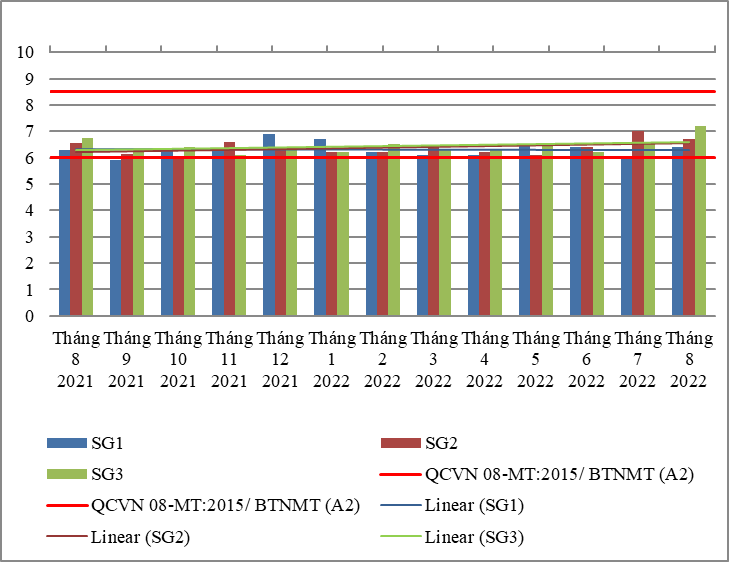 10
9
8
7
6
5
4
3
2
1
0
Tháng 8 2021
Tháng 9 2021
Tháng 10 2021
Tháng 11 2021
Tháng 12 2021
Tháng 1 2022
Tháng 2 2022
Tháng 3 2022
Tháng 4 2022
Tháng 5 2022
Tháng 6 2022
Tháng 7 2022
Tháng 8 2022
SG1
SG2
SG3
QCVN 08-MT:2015/ BTNMT (A2)
QCVN 08-MT:2015/ BTNMT (A2)
Linear (SG1)
Linear (SG2)
Linear (SG3)